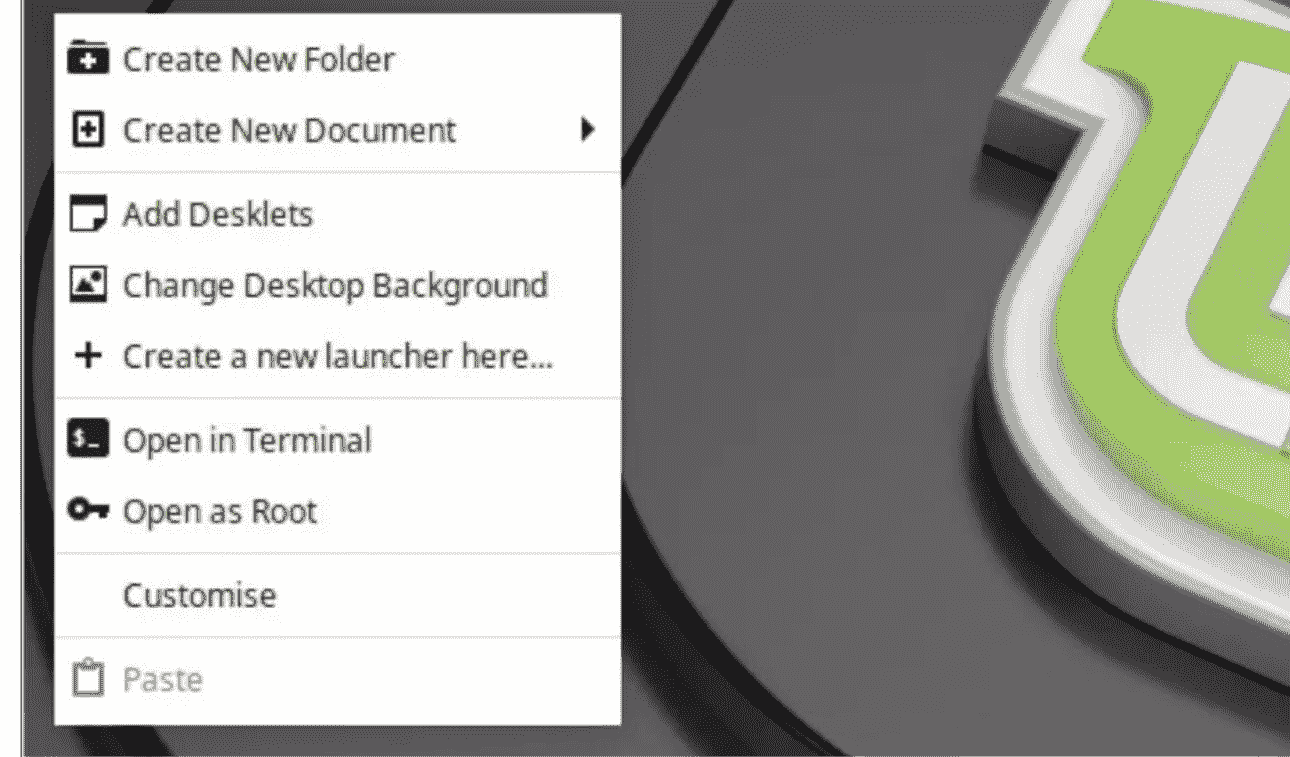 Create New Folder
Create New Document
Add Desklets
Change Desktop Background
Create a new launcher here...
Open in Terminal
Open as Root
Customise
Paste